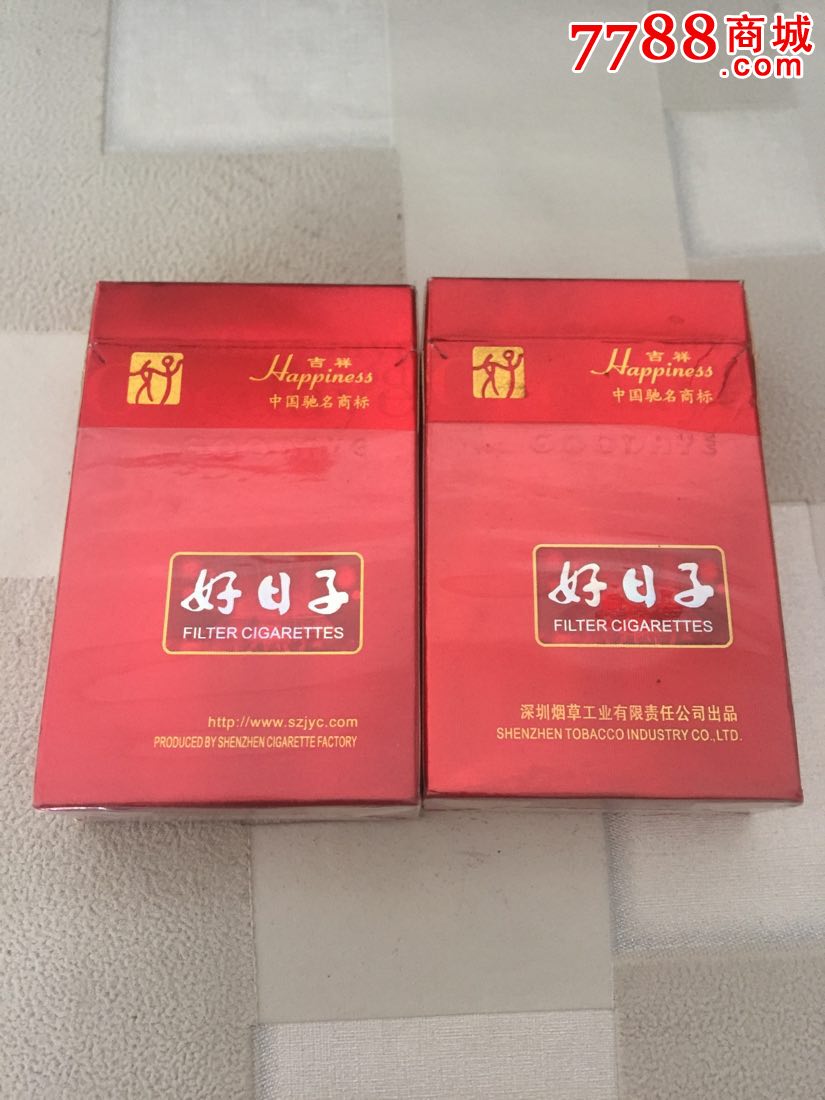 7788商城
.com
吉祥
Happiness
中国驰名商标
GOODAYS
好日子
FILTER CIGARETTES
http://www.szjyc.com
PRODUCED BY SHENZHEN CIGARETTE FACTORY
吉祥
Happiness
中国驰名商标
GOODAYS
好日子
FILTER CIGARETTES
深圳烟草工业有限责任公司出品
SHENZHEN TOBACCO INDUSTRY CO.,LTD.